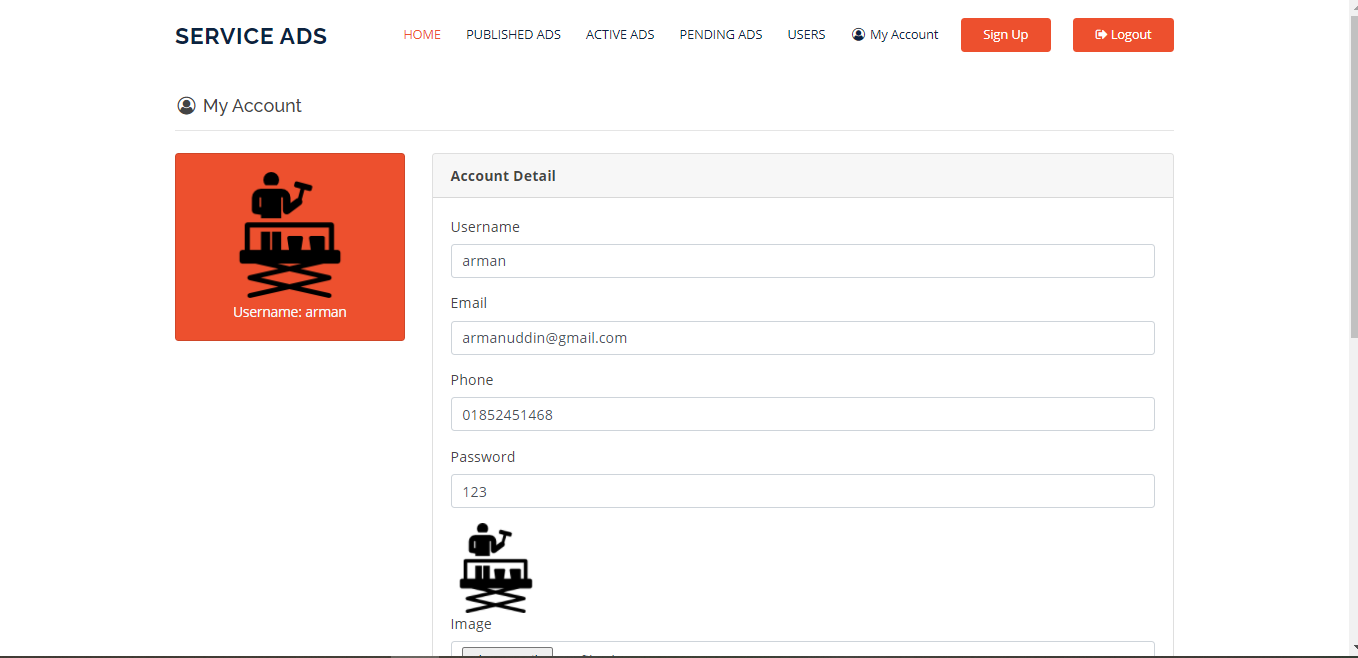 SERVICE ADS HOME PUBLISHED ADS ACTIVE ADS PENDING ADS USERS My Account Sign Up Logout
My Account
Username: arman
Account Detail
Username
arman
Email
armanuddin@gmail.com
Phone
01852451468
Password
123
Image